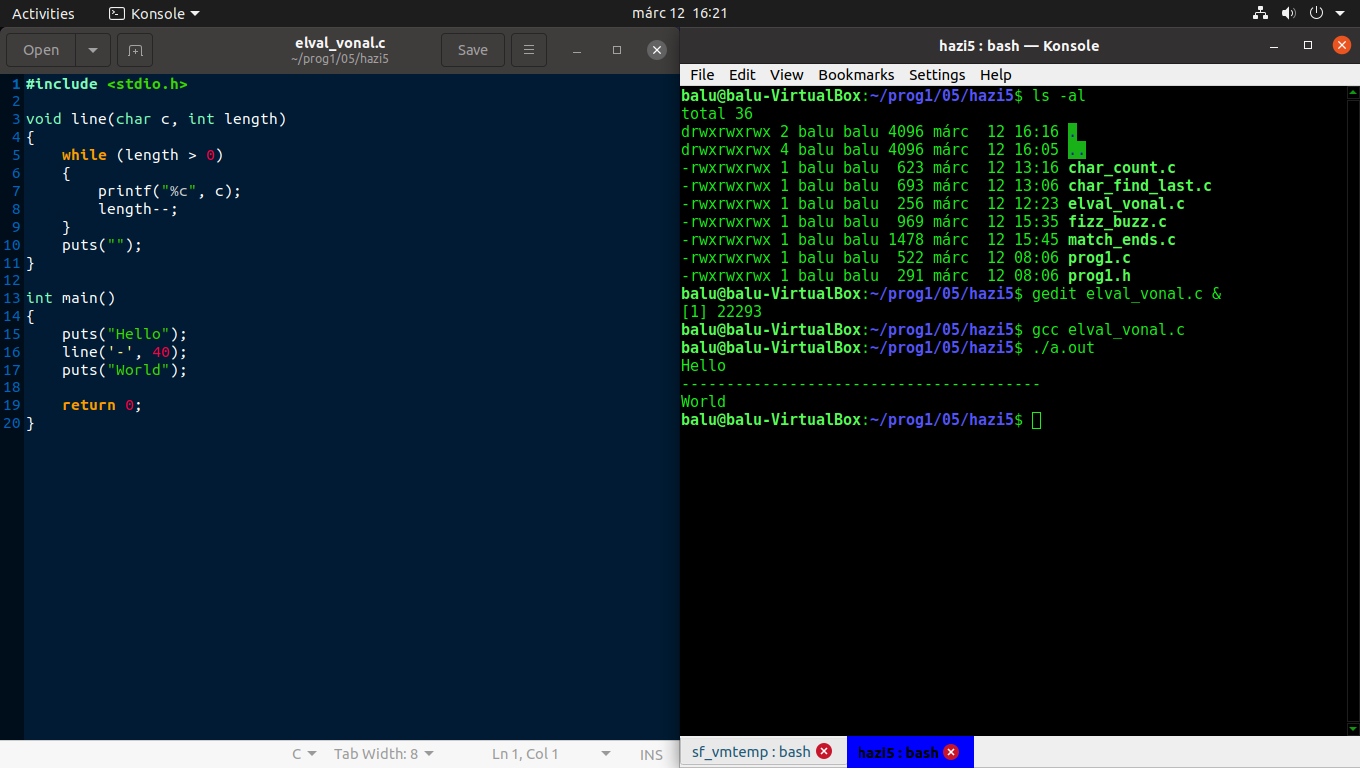 Activities Konsole márc 12 16:21
Open elval_vonal.c Save
~/prog1/05/hazi5
1 #include <stdio.h>
2
3 void line(char c, int length)
4 {
5     while (length > 0)
6     {
7         printf("%c", c);
8         length--;
9     }
10     puts("");
11 }
12
13 int main()
14 {
15     puts("Hello");
16     line('-', 40);
17     puts("World");
18
19     return 0;
20 }
C Tab Width: 8 Ln 1, Col 1 INS
hazi5 : bash — Konsole
File Edit View Bookmarks Settings Help
balu@balu-VirtualBox:~/prog1/05/hazi5$ ls -al
total 36
drwxrwxrwx 2 balu balu 4096 márc  12 16:16 .
drwxrwxrwx 4 balu balu 4096 márc  12 16:05 ..
-rwxrwxrwx 1 balu balu  623 márc  12 13:16 char_count.c
-rwxrwxrwx 1 balu balu  693 márc  12 13:06 char_find_last.c
-rwxrwxrwx 1 balu balu  256 márc  12 12:23 elval_vonal.c
-rwxrwxrwx 1 balu balu  969 márc  12 15:35 fizz_buzz.c
-rwxrwxrwx 1 balu balu 1478 márc  12 15:45 match_ends.c
-rwxrwxrwx 1 balu balu  522 márc  12 08:06 prog1.c
-rwxrwxrwx 1 balu balu  291 márc  12 08:06 prog1.h
balu@balu-VirtualBox:~/prog1/05/hazi5$ gedit elval_vonal.c &
[1] 22293
balu@balu-VirtualBox:~/prog1/05/hazi5$ gcc elval_vonal.c
balu@balu-VirtualBox:~/prog1/05/hazi5$ ./a.out
Hello
----------------------------------------
World
balu@balu-VirtualBox:~/prog1/05/hazi5$
sf_vmtemp : bash hazi5 : bash